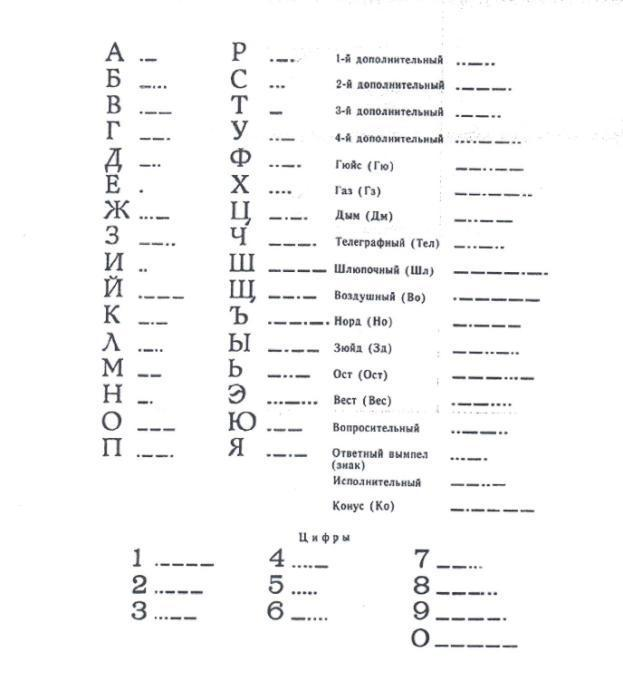 А .—
Б —...
В .——
Г ——.
Д —..
Е .
Ж ...—
З ——..
И ..
Й .———
К —.—
Л .—..
М ——
Н —.
О ———
П .——.
Р .—.
С ...
Т —
У ..—
Ф ..—.
Х ....
Ц —.—.
Ч ———.
Ш ————
Щ ——.—
Ъ
Ы —.——
Ь —..—
Э
Ю
Я
1-й дополнительный
2-й дополнительный
3-й дополнительный
4-й дополнительный
Гюйс (Гю)
Газ (Гз)
Дым (Дм)
Телеграфный (Тел)
Шлюпочный (Шл)
Воздушный (Во)
Норд (Но)
Зюйд (Зд)
Ост (Ост)
Вест (Вес)
Вопросительный
Ответный вымпел
(знак)
Исполнительный
Конус (Ко)
Цифры
1 .————
2 ..———
3 ...——
4 ....—
5 .....
6 —....
7 ——...
8 ———..
9 ————.
0 —————